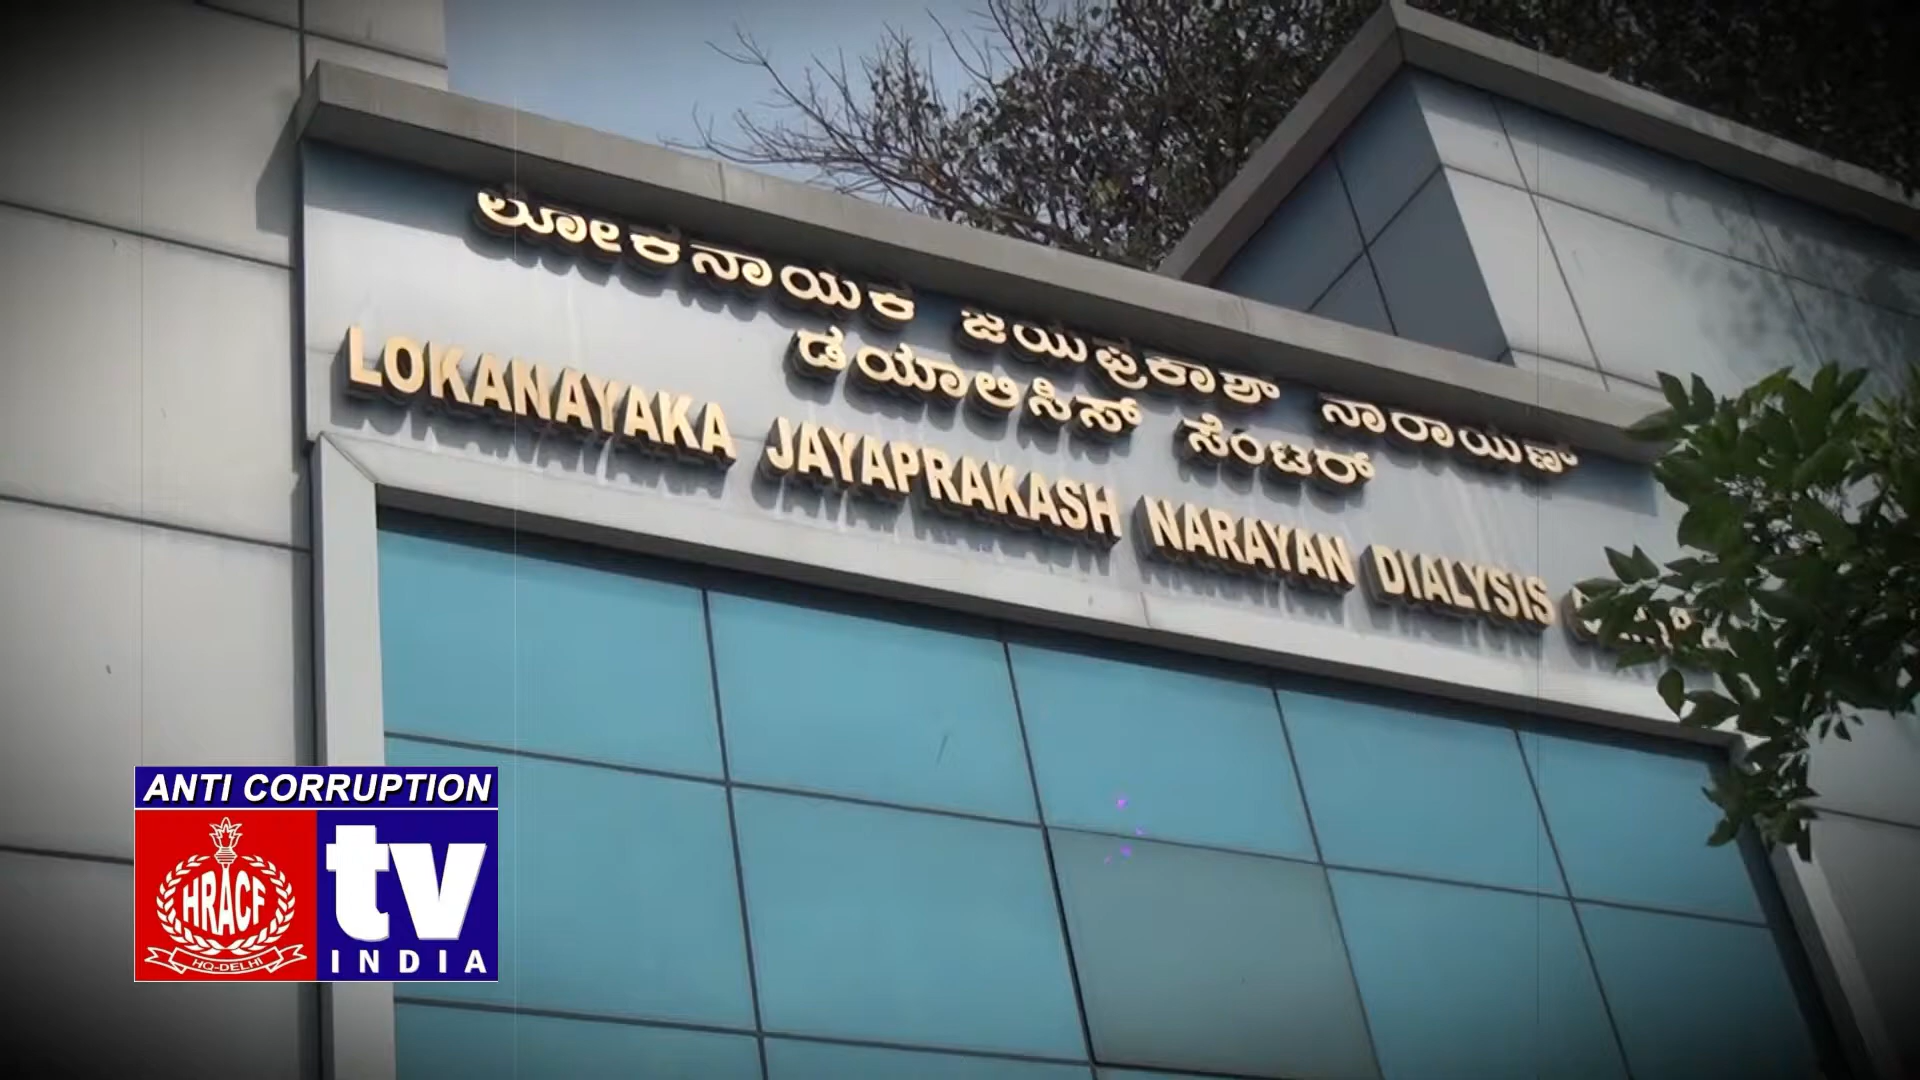 ಲೋಕನಾಯಕ ಜಯಪ್ರಕಾಶ್ ನಾರಾಯಣ್
ಡಯಾಲಿಸಿಸ್ ಸೆಂಟರ್
LOKANAYAKA JAYAPRAKASH NARAYAN DIALYSIS
ANTI CORRUPTION
HRACF
HQ-DELHI
tv
INDIA